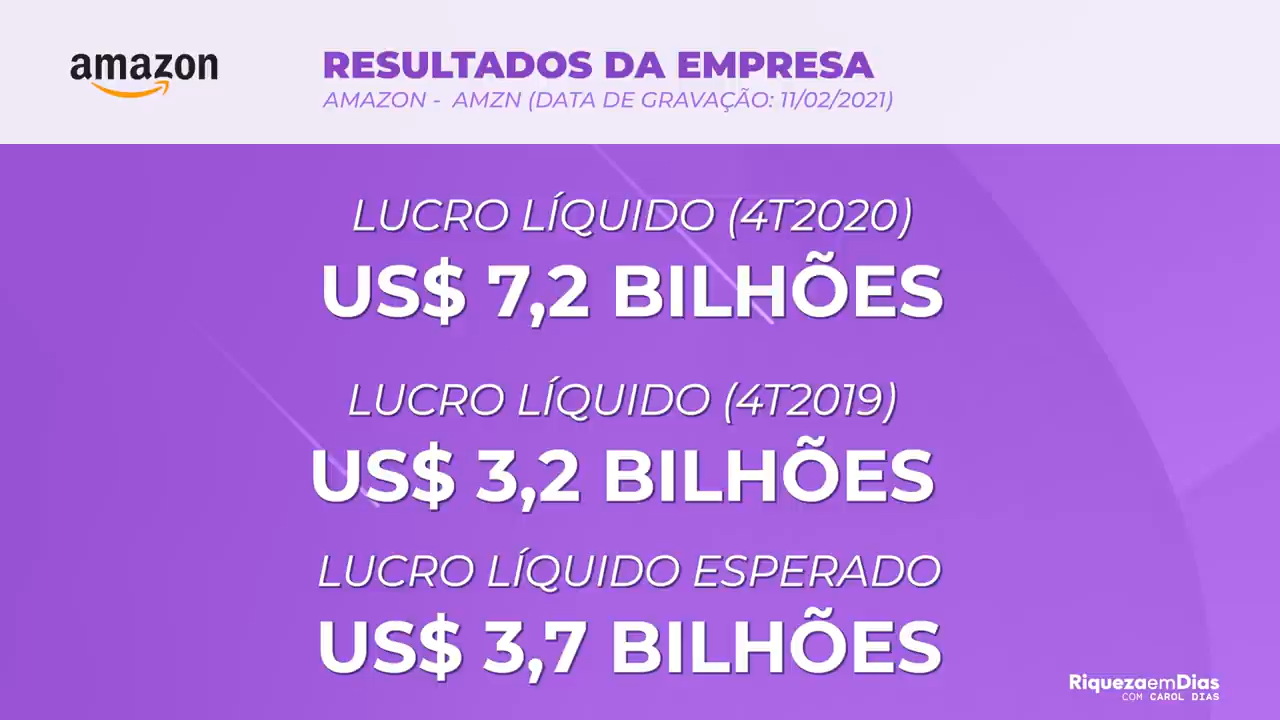 amazon
RESULTADOS DA EMPRESA
AMAZON - AMZN (DATA DE GRAVAÇÃO: 11/02/2021)
LUCRO LÍQUIDO (4T2020)
US$ 7,2 BILHÕES
LUCRO LÍQUIDO (4T2019)
US$ 3,2 BILHÕES
LUCRO LÍQUIDO ESPERADO
US$ 3,7 BILHÕES
RiquezaemDias
COM CAROL DIAS